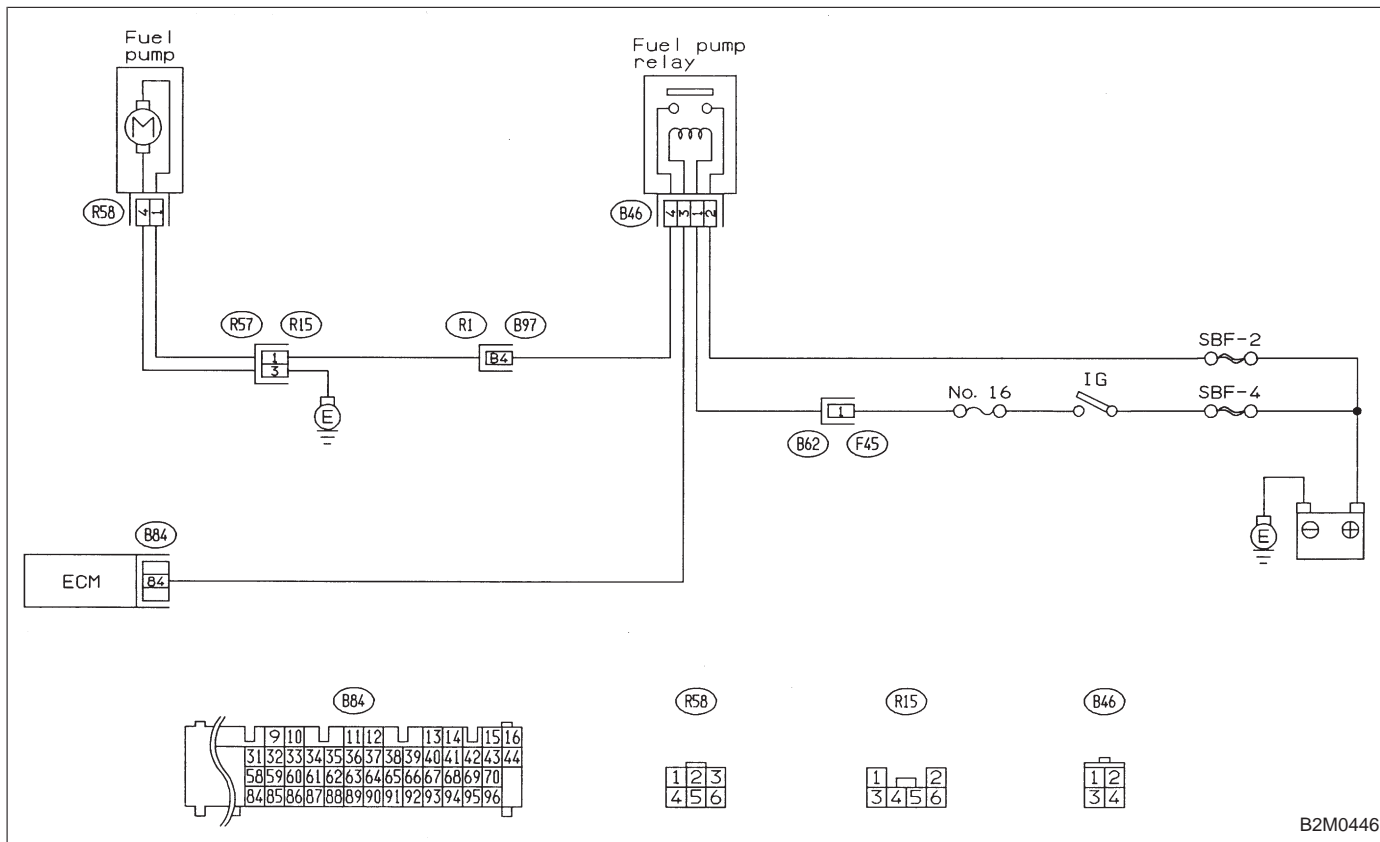 Fuel
pump
Fuel pump
relay
M
R58
4 1
B46
4 3 1 2
R57 R15
1
3
E
R1 B97
B4
SBF-2
No. 16
IG
SBF-4
1
B62 F45
E
B84
ECM
84
B84
9 10 11 12 13 14 15 16
31 32 33 34 35 36 37 38 39 40 41 42 43 44
58 59 60 61 62 63 64 65 66 67 68 69 70
84 85 86 87 88 89 90 91 92 93 94 95 96
R58
1 2 3
4 5 6
R15
1 2
3 4 5 6
B46
1 2
3 4
B2M0446